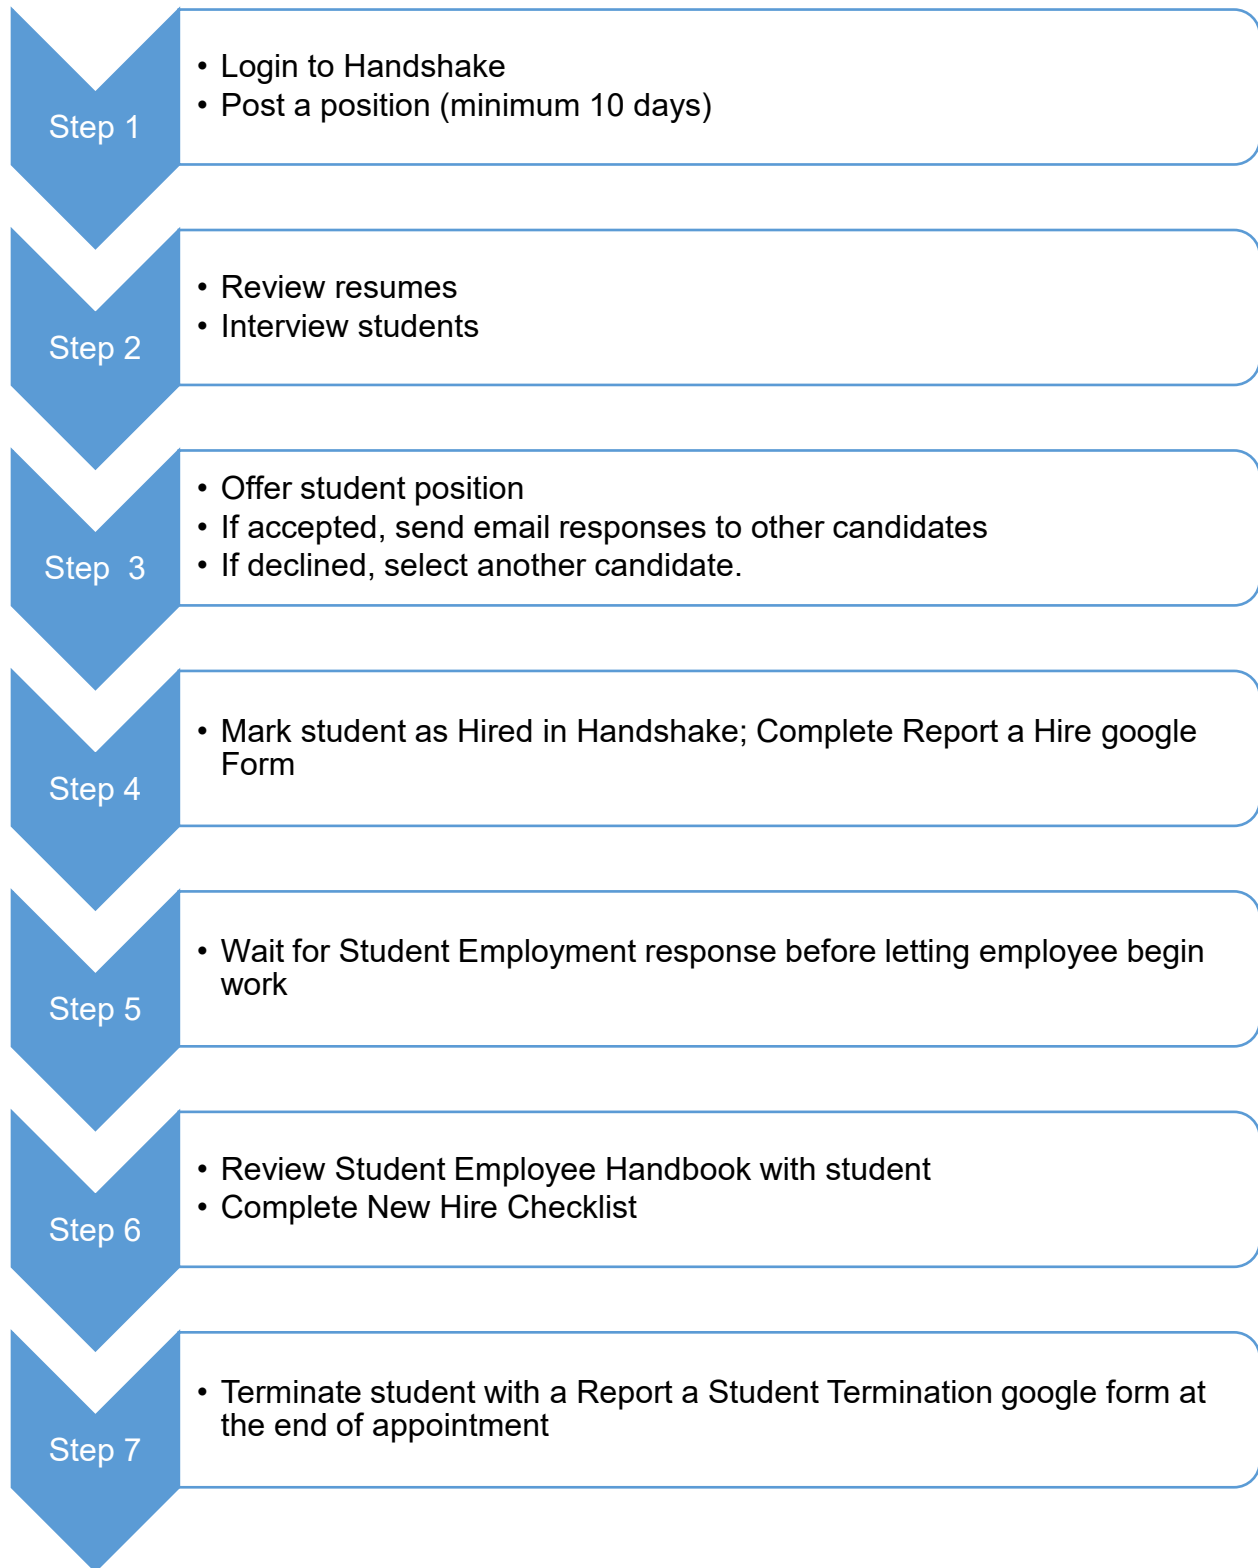 Step 1
• Login to Handshake
• Post a position (minimum 10 days)
Step 2
• Review resumes
• Interview students
Step  3
• Offer student position
• If accepted, send email responses to other candidates
• If declined, select another candidate.
Step 4
• Mark student as Hired in Handshake; Complete Report a Hire google
Form
Step 5
• Wait for Student Employment response before letting employee begin
work
Step 6
• Review Student Employee Handbook with student
• Complete New Hire Checklist
Step 7
• Terminate student with a Report a Student Termination google form at
the end of appointment